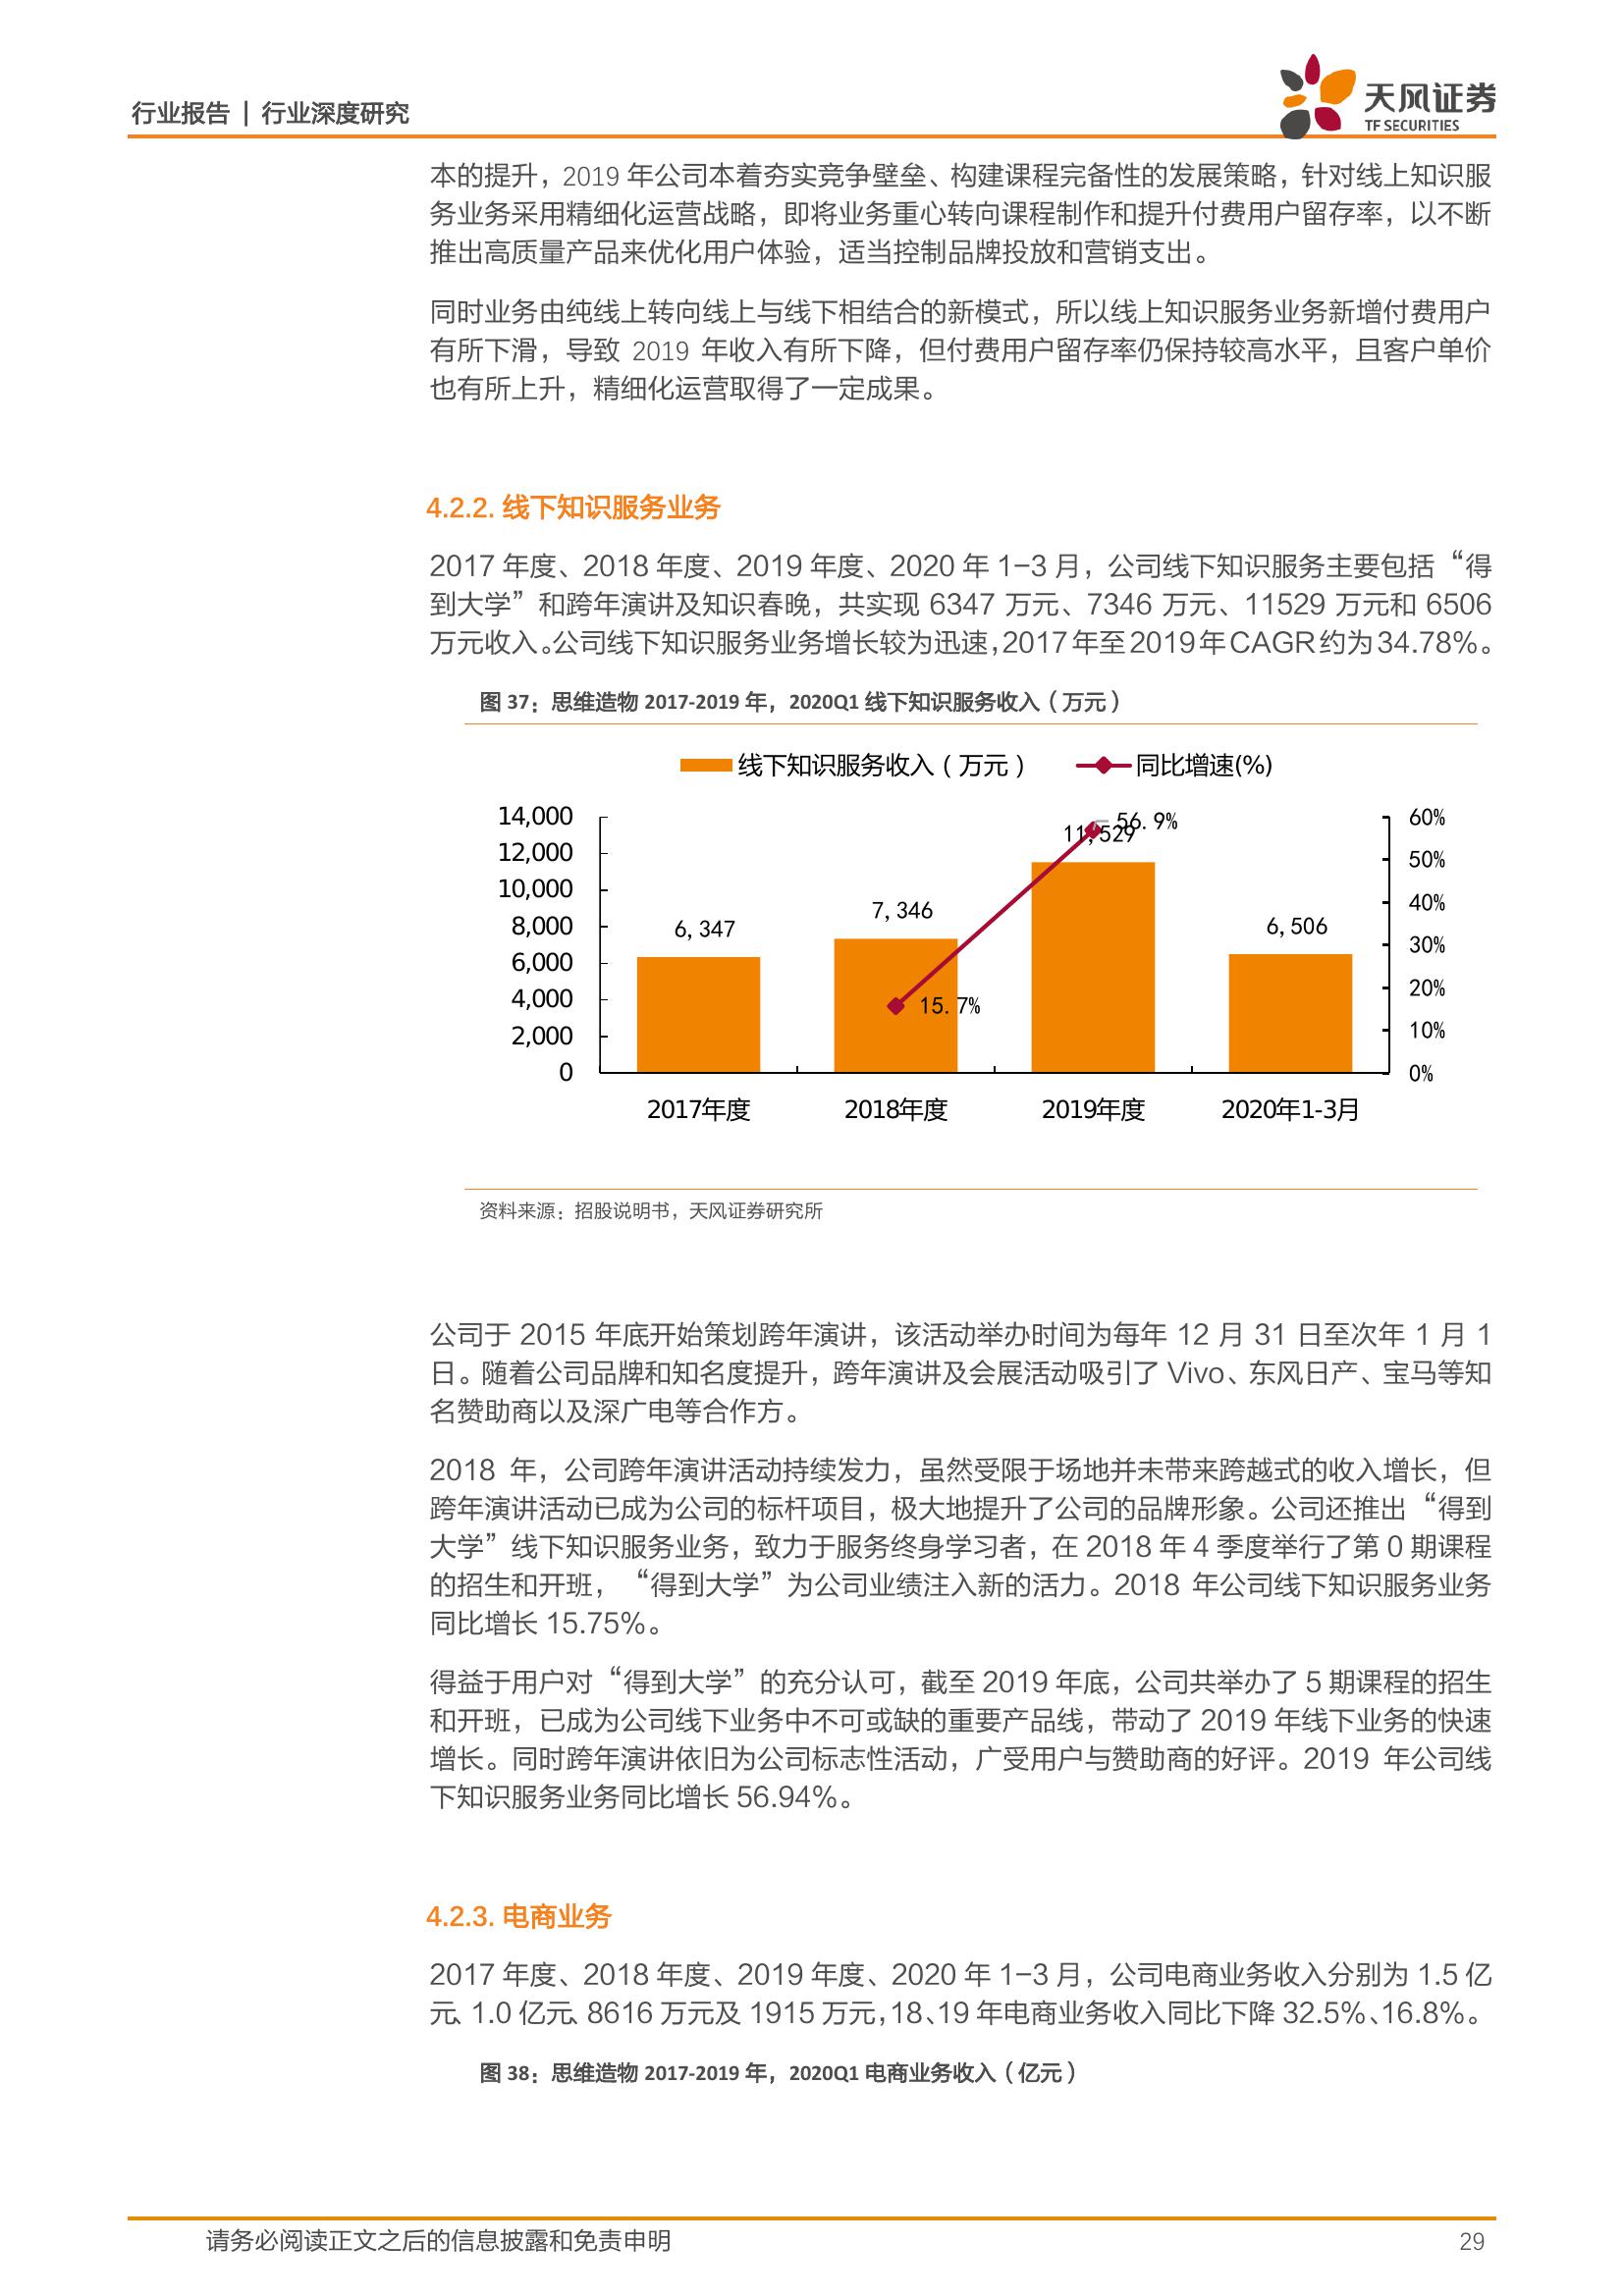 行业报告 | 行业深度研究
天风证券
TF SECURITIES
本的提升，2019 年公司本着夯实竞争壁垒、构建课程完备性的发展策略，针对线上知识服
务业务采用精细化运营战略，即将业务重心转向课程制作和提升付费用户留存率，以不断
推出高质量产品来优化用户体验，适当控制品牌投放和营销支出。
同时业务由纯线上转向线上与线下相结合的新模式，所以线上知识服务业务新增付费用户
有所下滑，导致 2019 年收入有所下降，但付费用户留存率仍保持较高水平，且客户单价
也有所上升，精细化运营取得了一定成果。
4.2.2. 线下知识服务业务
2017 年度、2018 年度、2019 年度、2020 年 1-3 月，公司线下知识服务主要包括“得
到大学”和跨年演讲及知识春晚，共实现 6347 万元、7346 万元、11529 万元和 6506
万元收入。公司线下知识服务业务增长较为迅速，2017 年至 2019 年 CAGR 约为 34.78%。
图 37：思维造物 2017-2019 年，2020Q1 线下知识服务收入（万元）
线下知识服务收入（万元） 同比增速(%)
14,000
12,000
10,000
8,000
6,000
4,000
2,000
0
6,347
7,346
11,529
6,506
15.7%
56.9%
60%
50%
40%
30%
20%
10%
0%
2017年度 2018年度 2019年度 2020年1-3月
资料来源：招股说明书，天风证券研究所
公司于 2015 年底开始策划跨年演讲，该活动举办时间为每年 12 月 31 日至次年 1 月 1
日。随着公司品牌和知名度提升，跨年演讲及会展活动吸引了 Vivo、东风日产、宝马等知
名赞助商以及深广电等合作方。
2018 年，公司跨年演讲活动持续发力，虽然受限于场地并未带来跨越式的收入增长，但
跨年演讲活动已成为公司的标杆项目，极大地提升了公司的品牌形象。公司还推出“得到
大学”线下知识服务业务，致力于服务终身学习者，在 2018 年 4 季度举行了第 0 期课程
的招生和开班，“得到大学”为公司业绩注入新的活力。2018 年公司线下知识服务业务
同比增长 15.75%。
得益于用户对“得到大学”的充分认可，截至 2019 年底，公司共举办了 5 期课程的招生
和开班，已成为公司线下业务中不可或缺的重要产品线，带动了 2019 年线下业务的快速
增长。同时跨年演讲依旧为公司标志性活动，广受用户与赞助商的好评。2019 年公司线
下知识服务业务同比增长 56.94%。
4.2.3. 电商业务
2017 年度、2018 年度、2019 年度、2020 年 1-3 月，公司电商业务收入分别为 1.5 亿
元、1.0 亿元、8616 万元及 1915 万元，18、19 年电商业务收入同比下降 32.5%、16.8%。
图 38：思维造物 2017-2019 年，2020Q1 电商业务收入（亿元）
请务必阅读正文之后的信息披露和免责申明 29